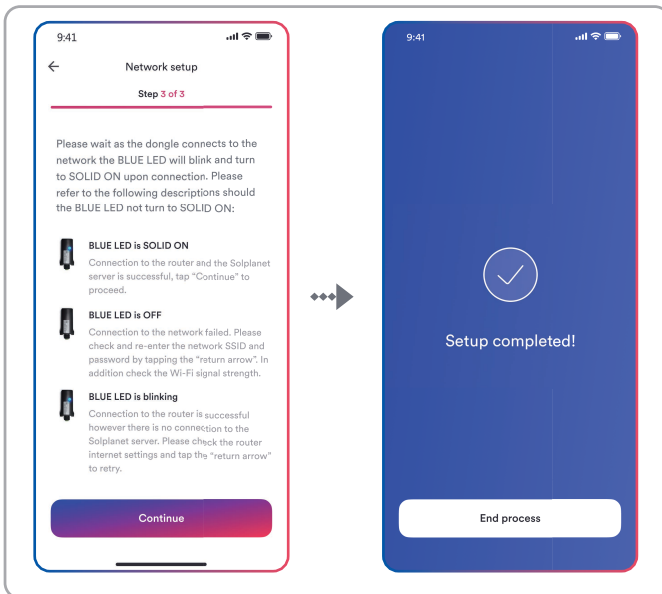 9:41
Network setup
Step 3 of 3
Please wait as the dongle connects to the
network the BLUE LED will blink and turn
to SOLID ON upon connection. Please
refer to the following descriptions should
the BLUE LED not turn to SOLID ON:
BLUE LED is SOLID ON
Connection to the router and the Solplanet
server is successful, tap "Continue" to
proceed.
BLUE LED is OFF
Connection to the network failed. Please
check and re-enter the network SSID and
password by tapping the "return arrow". In
addition check the Wi-Fi signal strength.
BLUE LED is blinking
Connection to the router is successful
however there is no connection to the
Solplanet server. Please check the router
internet settings and tap the "return arrow"
to retry.
Continue
9:41
Setup completed!
End process